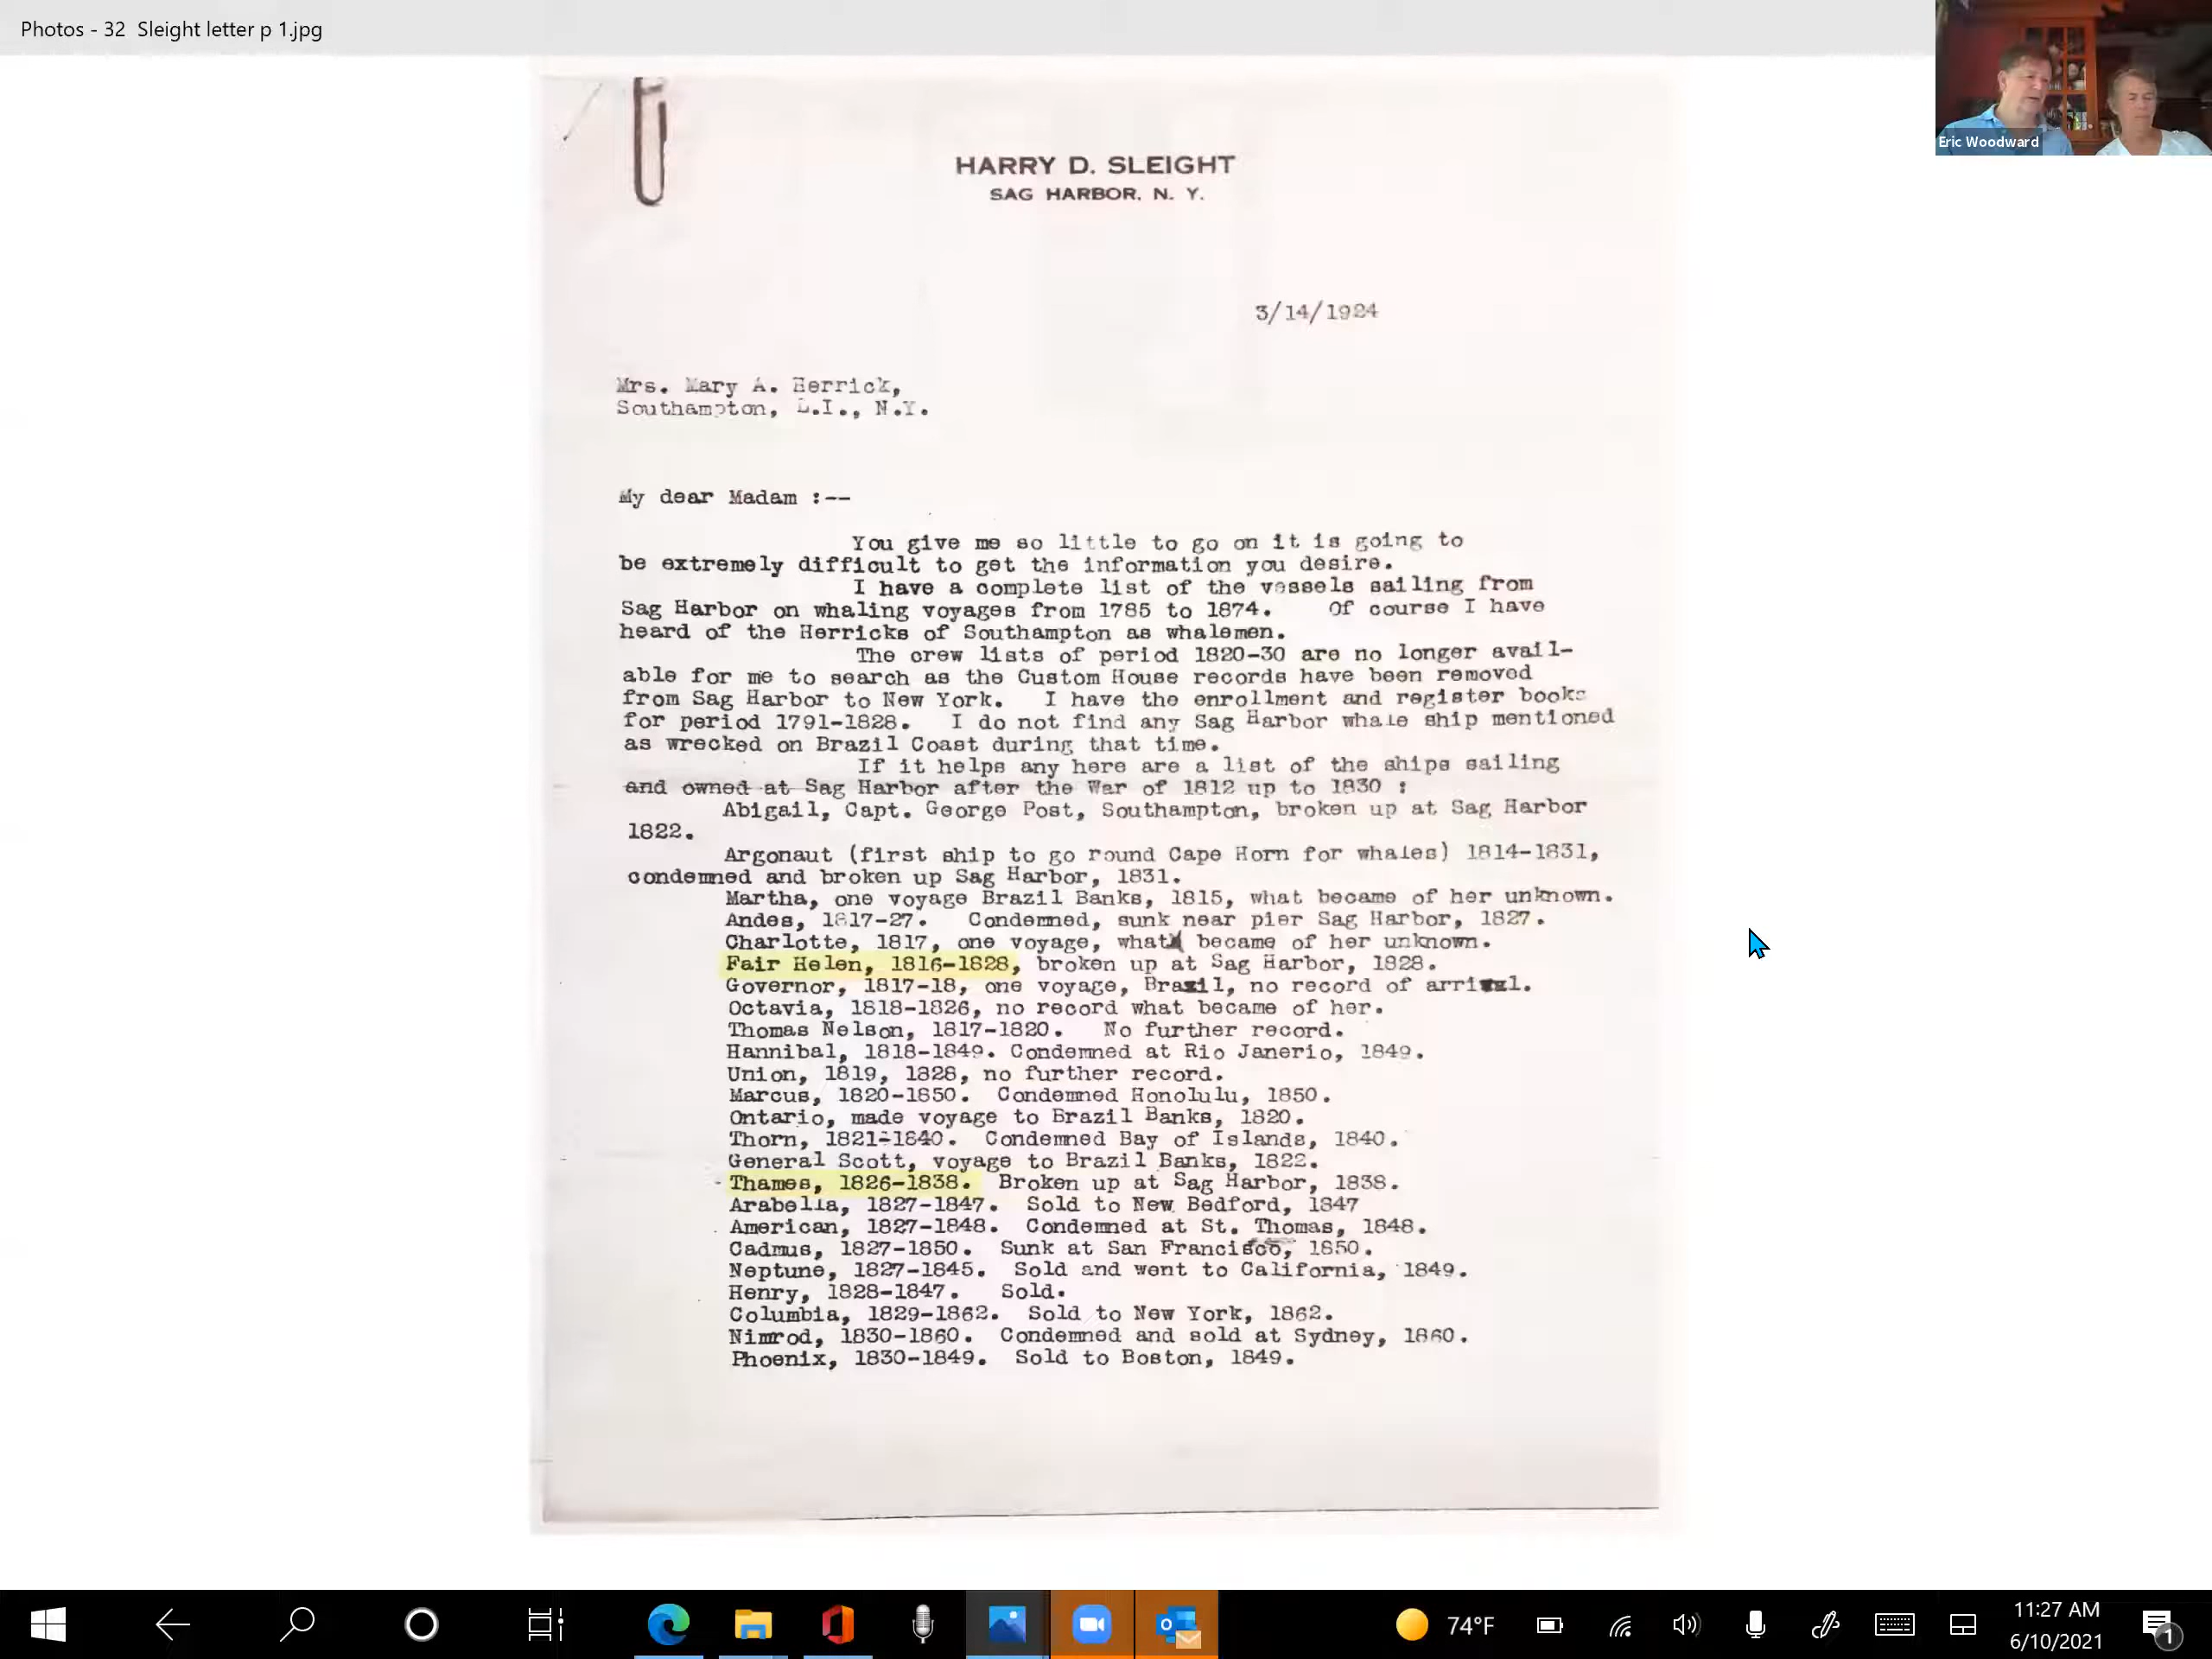 Photos - 32  Sleight letter p 1.jpg
Eric Woodward
HARRY D. SLEIGHT
SAG HARBOR, N. Y.
3/14/1924
Mrs. Mary A. Herrick,
Southampton, L.I., N.Y.
My dear Madam :--
You give me so little to go on it is going to
be extremely difficult to get the information you desire.
I have a complete list of the vessels sailing from
Sag Harbor on whaling voyages from 1785 to 1874.   Of course I have
heard of the Herricks of Southampton as whalemen.
The crew lists of period 1820-30 are no longer avail-
able for me to search as the Custom House records have been removed
from Sag Harbor to New York.   I have the enrollment and register books
for period 1791-1828.   I do not find any Sag Harbor whale ship mentioned
as wrecked on Brazil Coast during that time.
If it helps any here are a list of the ships sailing
and owned at Sag Harbor after the War of 1812 up to 1830 :
Abigail, Capt. George Post, Southampton, broken up at Sag Harbor
1822.
Argonaut (first ship to go round Cape Horn for whales) 1814-1831,
condemned and broken up Sag Harbor, 1831.
Martha, one voyage Brazil Banks, 1815, what became of her unknown.
Andes, 1817-27.   Condemned, sunk near pier Sag Harbor, 1827.
Charlotte, 1817, one voyage, what became of her unknown.
Fair Helen, 1816-1828, broken up at Sag Harbor, 1828.
Governor, 1817-18, one voyage, Brazil, no record of arrival.
Octavia, 1818-1826, no record what became of her.
Thomas Nelson, 1817-1820.   No further record.
Hannibal, 1818-1849. Condemned at Rio Janerio, 1849.
Union, 1819, 1828, no further record.
Marcus, 1820-1850.  Condemned Honolulu, 1850.
Ontario, made voyage to Brazil Banks, 1820.
Thorn, 1821-1840.  Condemned Bay of Islands, 1840.
General Scott, voyage to Brazil Banks, 1822.
Thames, 1826-1838.  Broken up at Sag Harbor, 1838.
Arabella, 1827-1847.  Sold to New Bedford, 1847
American, 1827-1848.  Condemned at St. Thomas, 1848.
Cadmus, 1827-1850.  Sunk at San Francisco, 1850.
Neptune, 1827-1845.  Sold and went to California, 1849.
Henry, 1828-1847.   Sold.
Columbia, 1829-1862.  Sold to New York, 1862.
Nimrod, 1830-1860.  Condemned and sold at Sydney, 1860.
Phoenix, 1830-1849.  Sold to Boston, 1849.
74°F
11:27 AM
6/10/2021
1